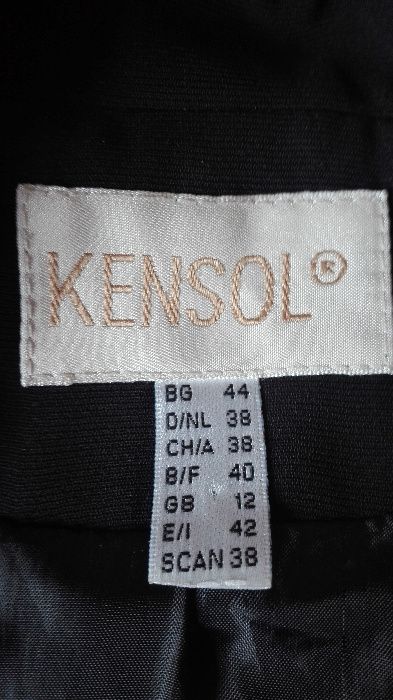 KENSOL®
BG 44
D/NL 38
CH/A 38
B/F 40
GB 12
E/I 42
SCAN 38